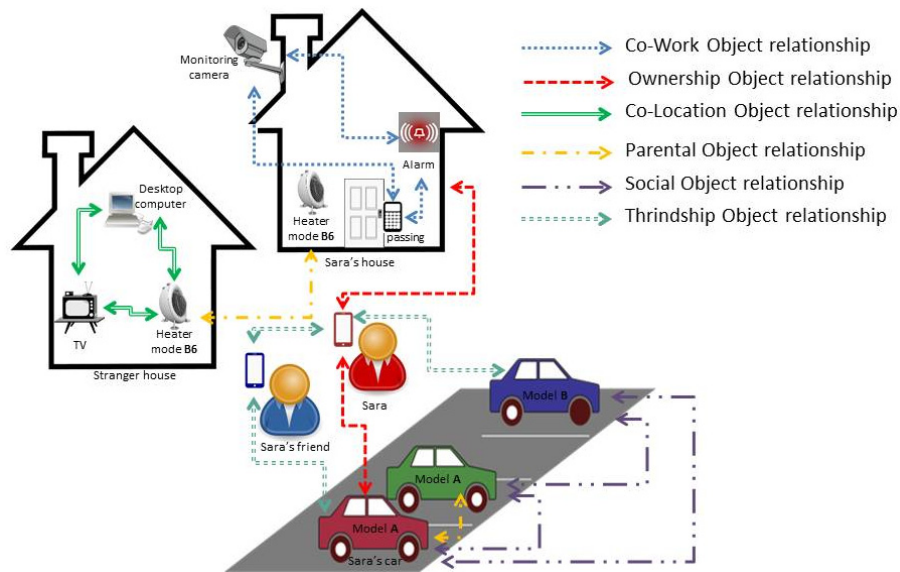 Monitoring
camera
Alarm
Heater
mode B6
passing
Sara's house
Desktop
computer
TV
Heater
mode B6
Stranger house
Sara
Sara's friend
Model B
Model A
Model A
Sara's car
Co-Work Object relationship
Ownership Object relationship
Co-Location Object relationship
Parental Object relationship
Social Object relationship
Thrindship Object relationship